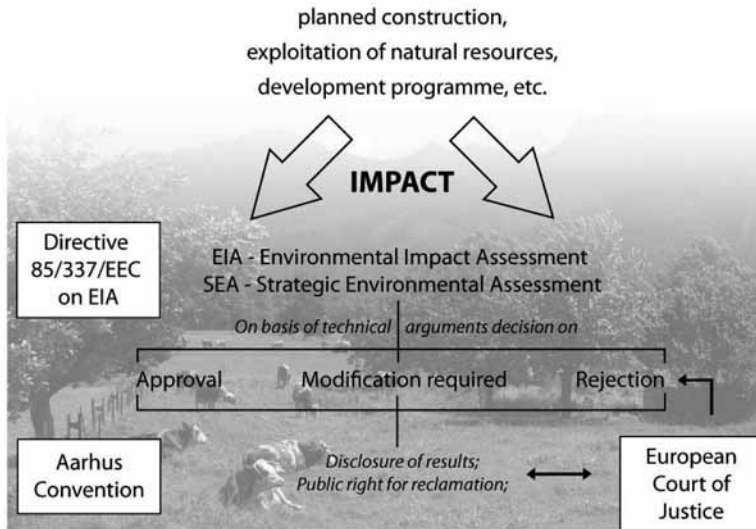 planned construction,
exploitation of natural resources,
development programme, etc.
IMPACT
Directive
85/337/EEC
on EIA
EIA - Environmental Impact Assessment
SEA - Strategic Environmental Assessment
On basis of technical arguments decision on
Approval Modification required Rejection
Aarhus
Convention
Disclosure of results;
Public right for reclamation;
European
Court of
Justice